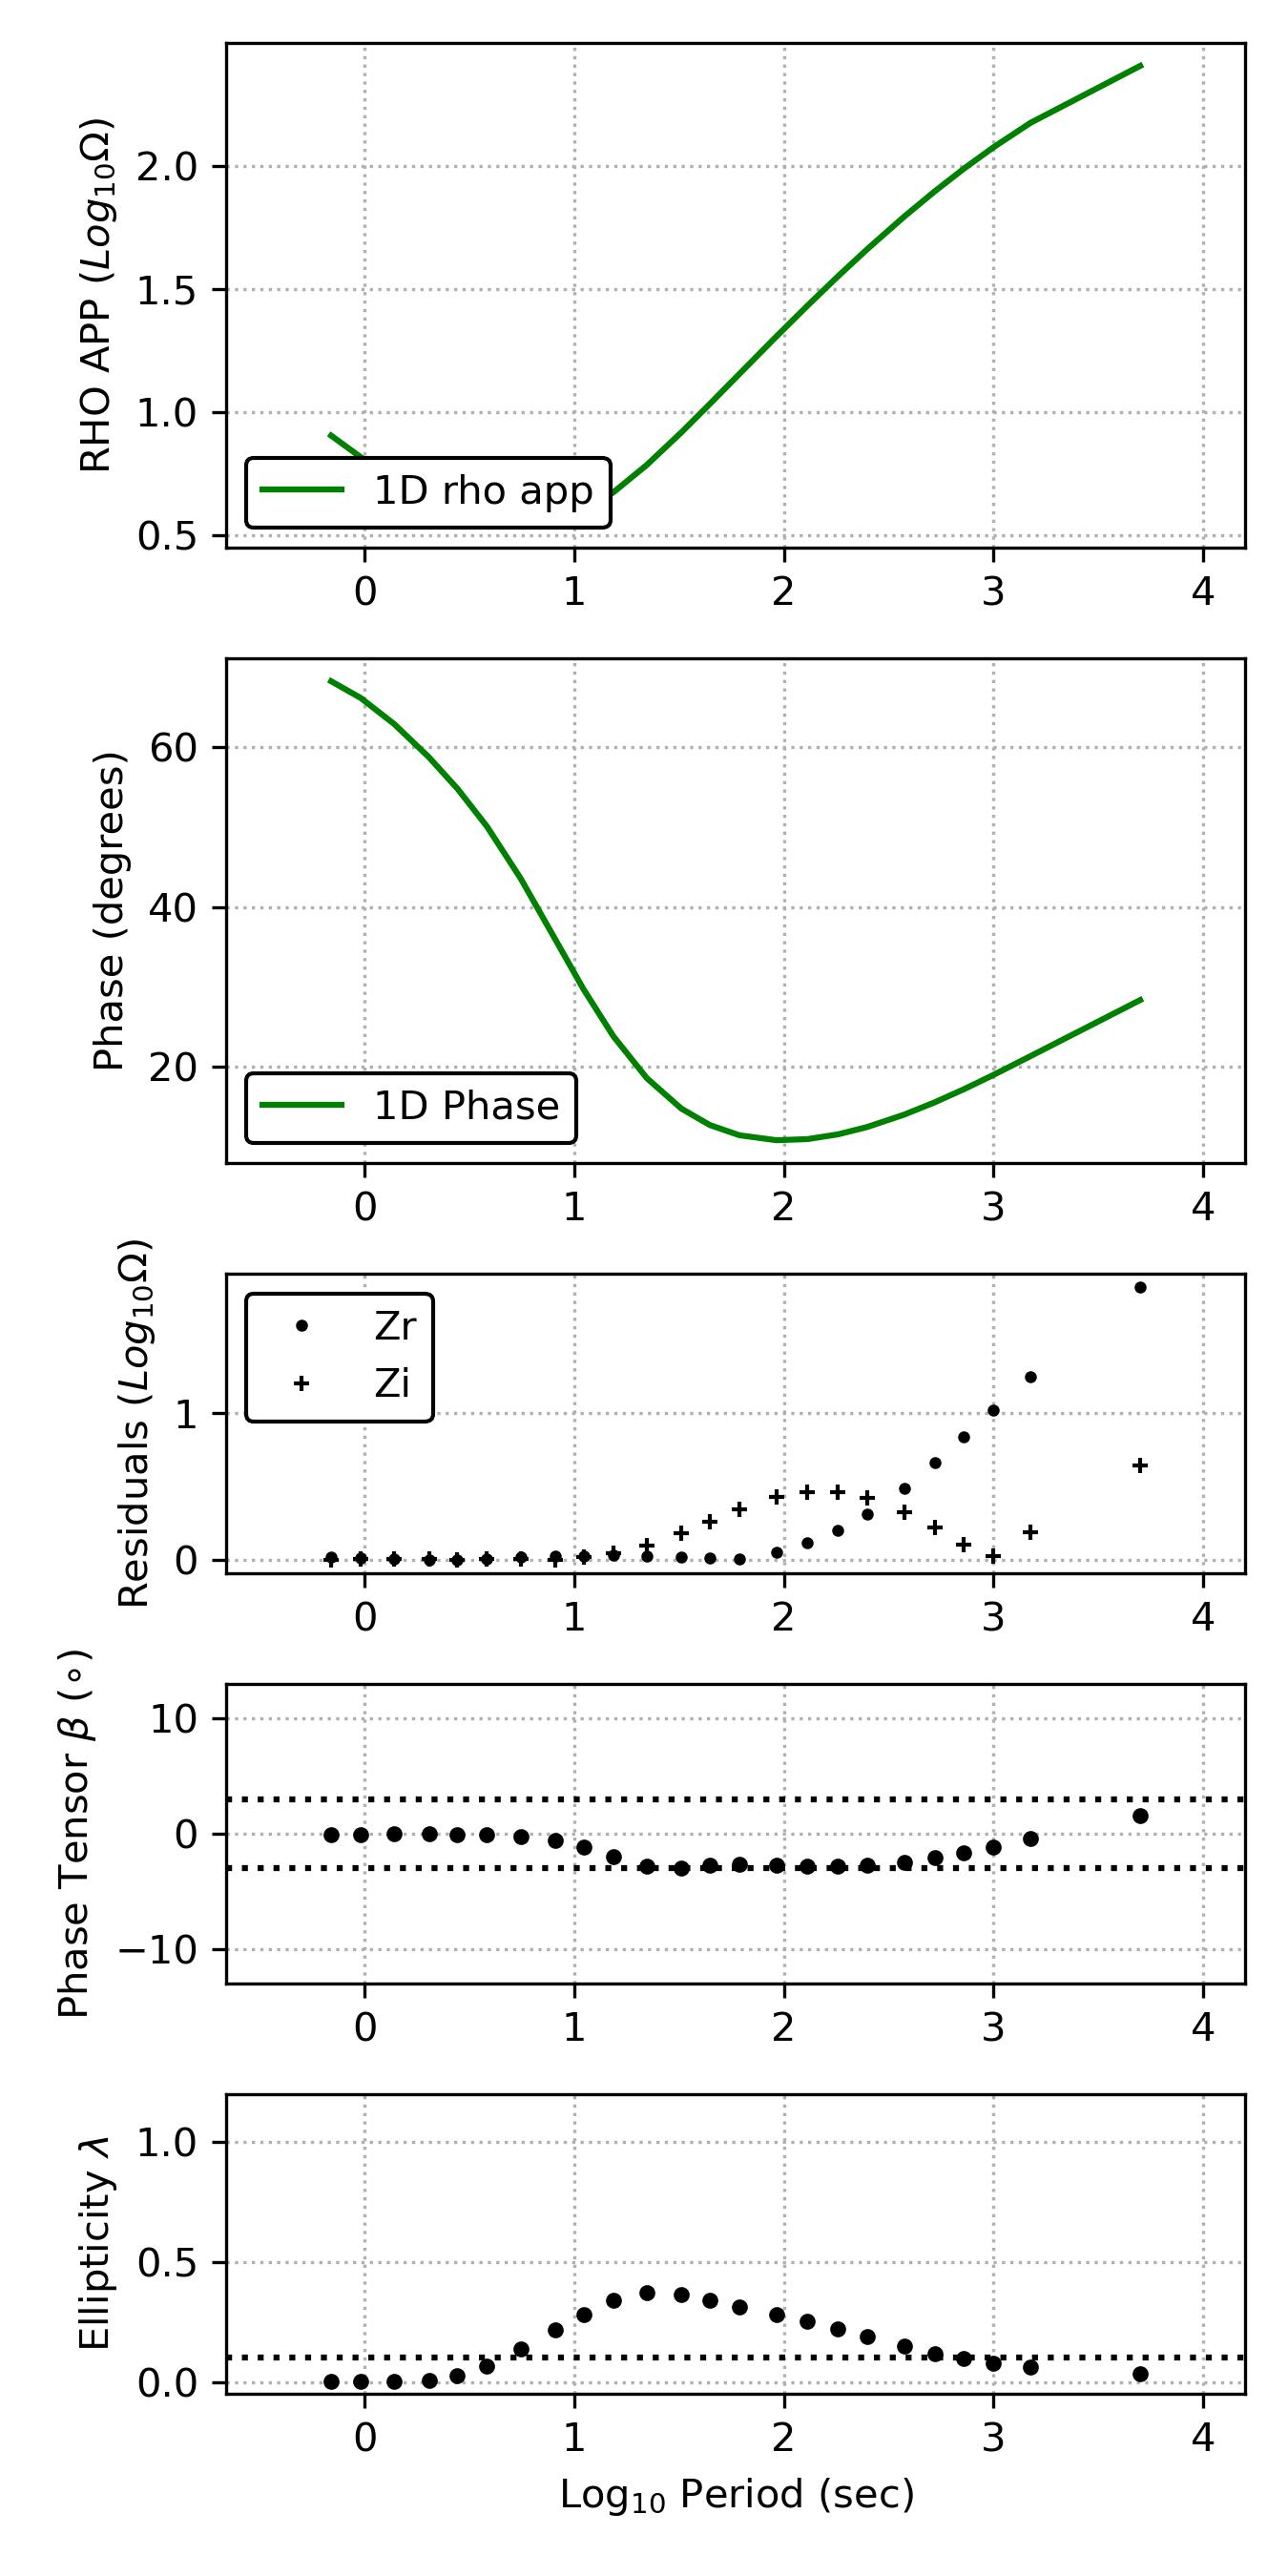 RHO APP (Log₁₀Ω)
2.0
1.5
1.0
0.5
1D rho app
0 1 2 3 4
Phase (degrees)
60
40
20
1D Phase
0 1 2 3 4
Residuals (Log₁₀Ω)
1
0
Zr
Zi
0 1 2 3 4
Phase Tensor β (∘)
10
0
−10
0 1 2 3 4
Ellipticity λ
1.0
0.5
0.0
0 1 2 3 4
Log₁₀ Period (sec)